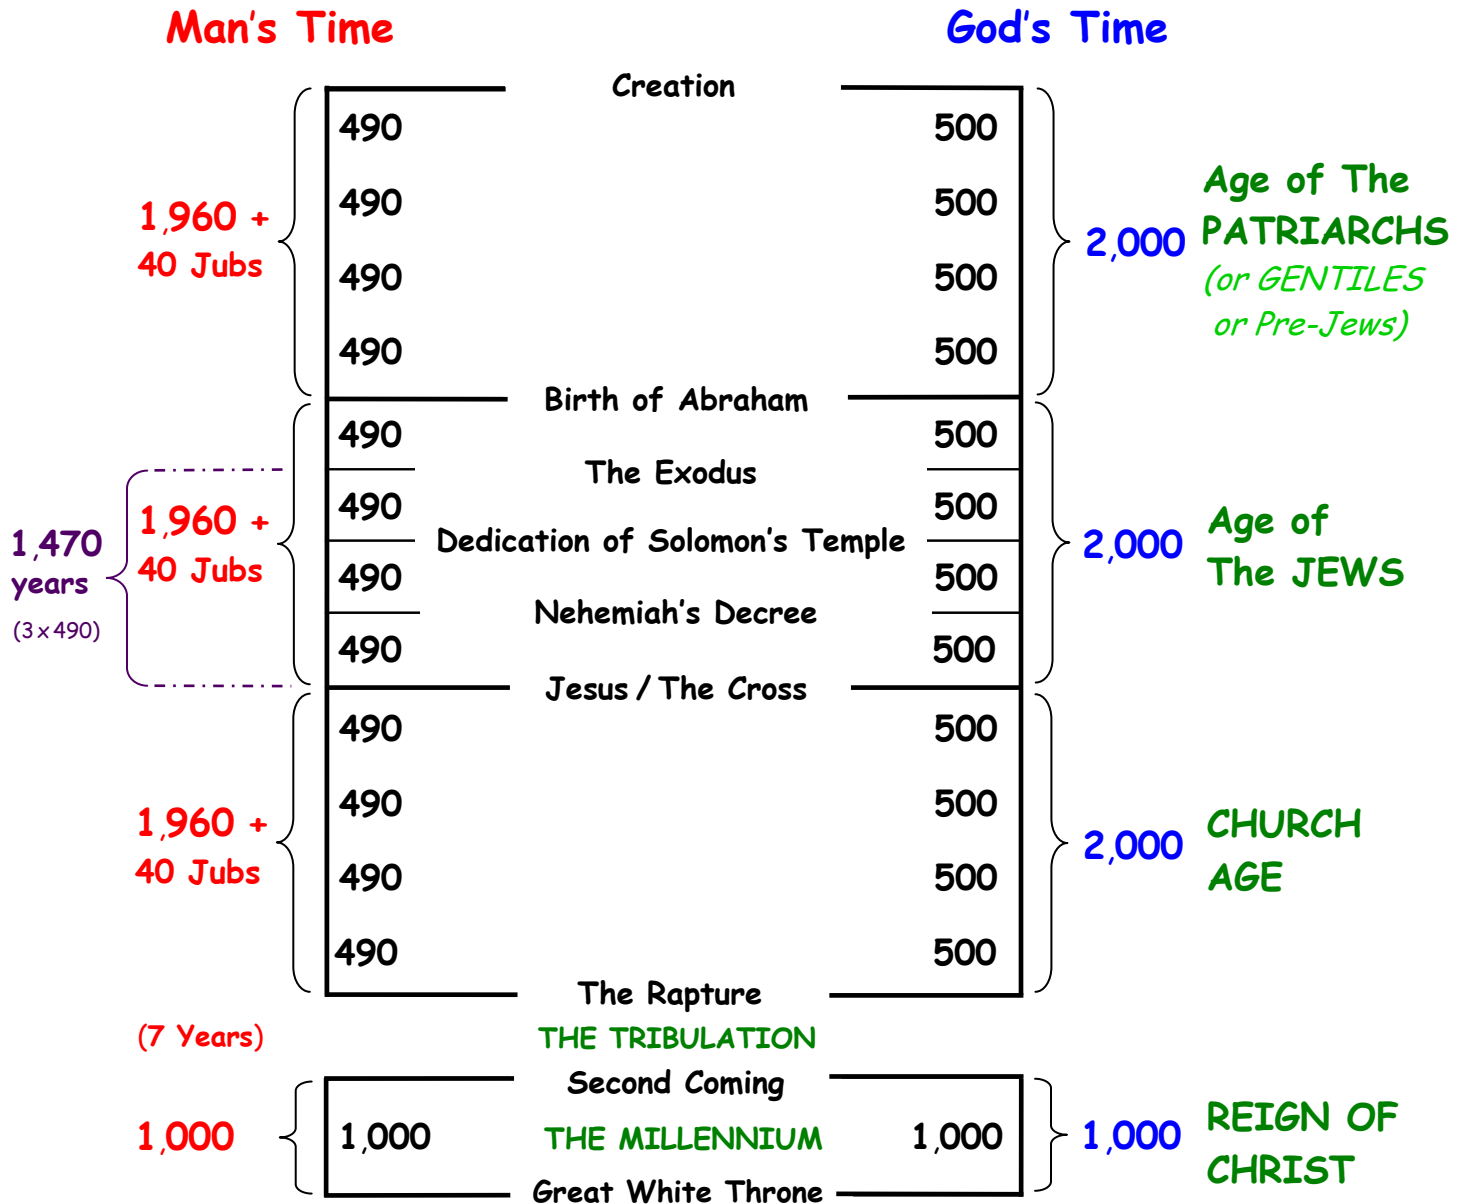 Man's Time
God's Time
Creation
490
500
490
500
490
500
490
500
1,960 +
40 Jubs
2,000
Age of The
PATRIARCHS
(or GENTILES
or Pre-Jews)
Birth of Abraham
490
500
The Exodus
490
500
Dedication of Solomon's Temple
490
500
Nehemiah's Decree
490
500
1,470
years
(3 x 490)
1,960 +
40 Jubs
2,000
Age of
The JEWS
Jesus / The Cross
490
500
490
500
490
500
490
500
1,960 +
40 Jubs
2,000
CHURCH
AGE
The Rapture
(7 Years)
THE TRIBULATION
Second Coming
1,000
1,000
THE MILLENNIUM
1,000
1,000
REIGN OF
CHRIST
Great White Throne